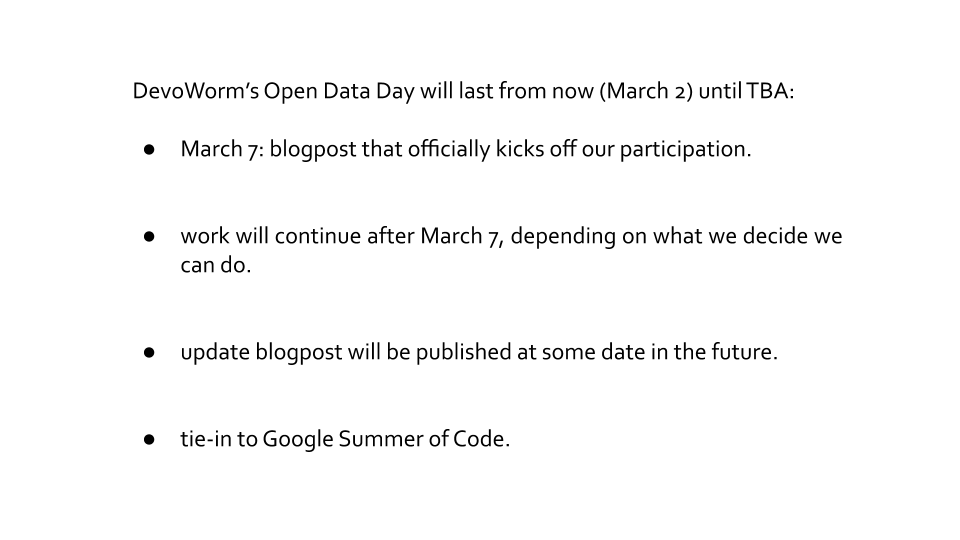 DevoWorm’s Open Data Day will last from now (March 2) until TBA:
● March 7: blogpost that officially kicks off our participation.
● work will continue after March 7, depending on what we decide we
can do.
● update blogpost will be published at some date in the future.
● tie-in to Google Summer of Code.